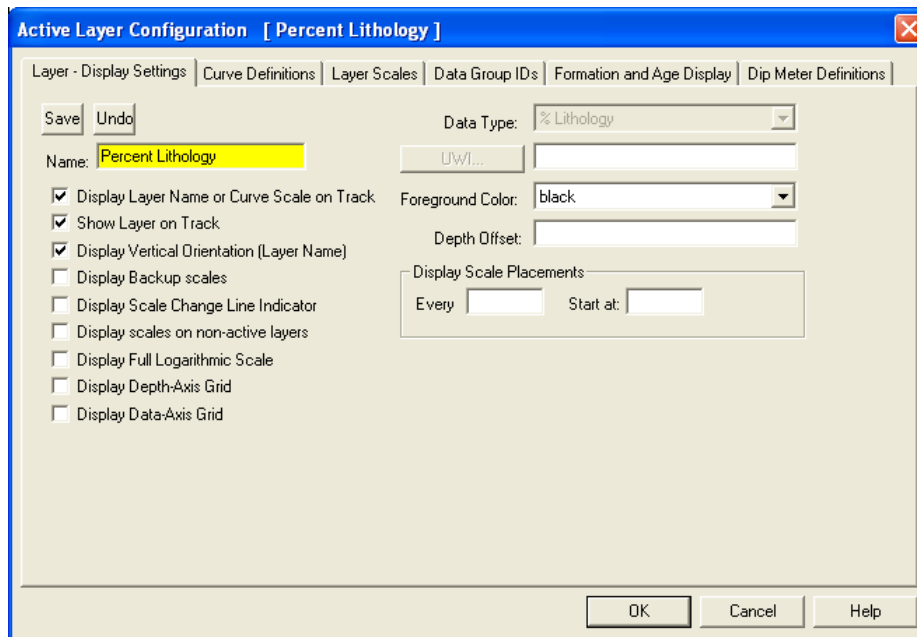 Active Layer Configuration [ Percent Lithology ]
Layer - Display Settings Curve Definitions Layer Scales Data Group IDs Formation and Age Display Dip Meter Definitions
Save Undo
Name: Percent Lithology
Display Layer Name or Curve Scale on Track
Show Layer on Track
Display Vertical Orientation (Layer Name)
Display Backup scales
Display Scale Change Line Indicator
Display scales on non-active layers
Display Full Logarithmic Scale
Display Depth-Axis Grid
Display Data-Axis Grid
Data Type: % Lithology
UWI...
Foreground Color: black
Depth Offset:
Display Scale Placements
Every Start at:
OK Cancel Help